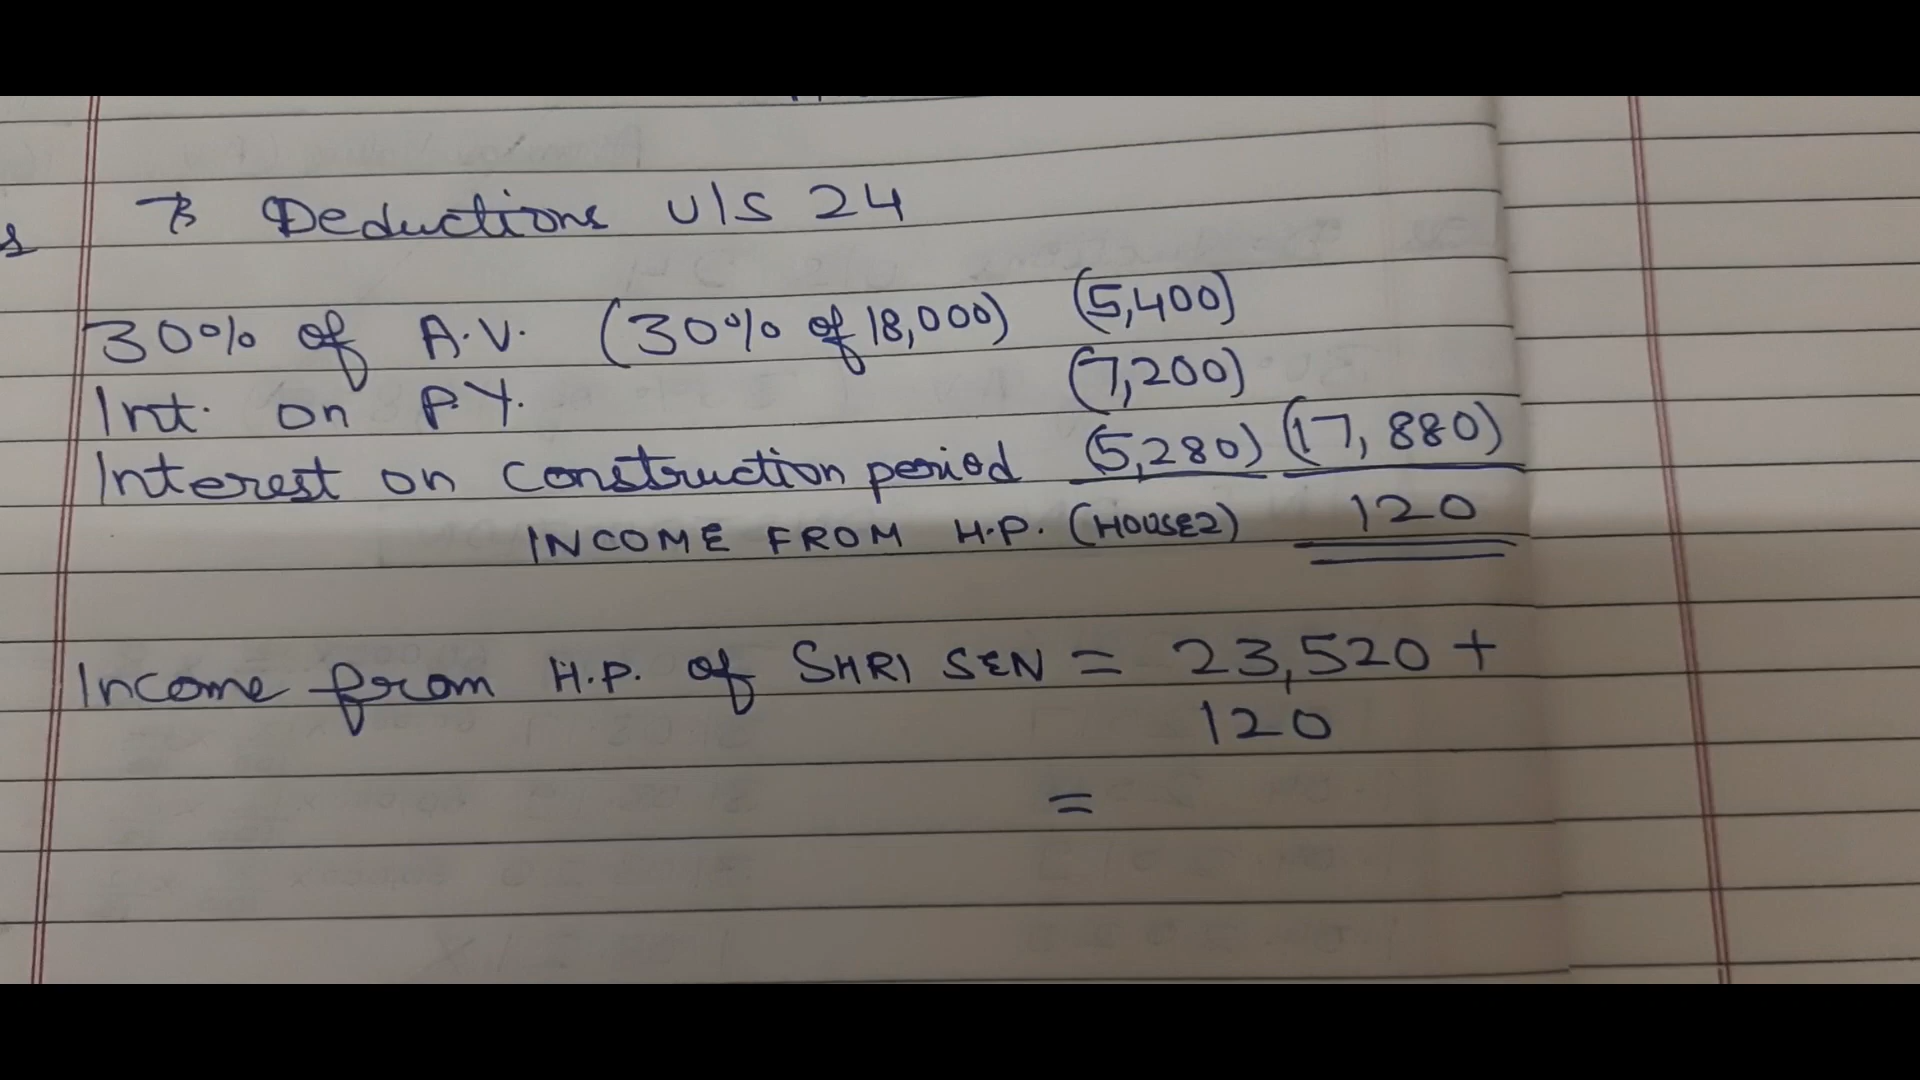 Deductions U/S 24
30% of A.V. (30% of 18,000) (5,400)
Int. on P.Y. (7,200)
Interest on construction period (5,280) (17,880)
INCOME FROM H.P. (HOUSE2) 120
Income from H.P. of SHRI SEN = 23,520 +
120
=